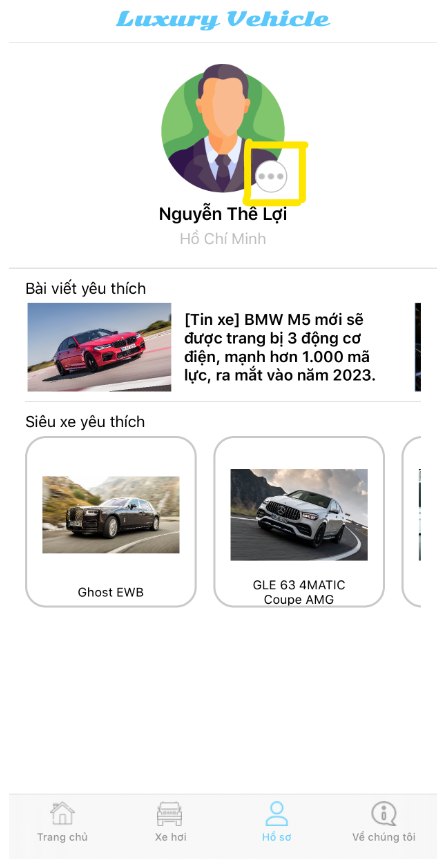 Luxury Vehicle
Nguyễn Thế Lợi
Hồ Chí Minh
Bài viết yêu thích
[Tin xe] BMW M5 mới sẽ
được trang bị 3 động cơ
điện, mạnh hơn 1.000 mã
lực, ra mắt vào năm 2023.
Siêu xe yêu thích
Ghost EWB
GLE 63 4MATIC
Coupe AMG
Trang chủ
Xe hơi
Hồ sơ
Về chúng tôi